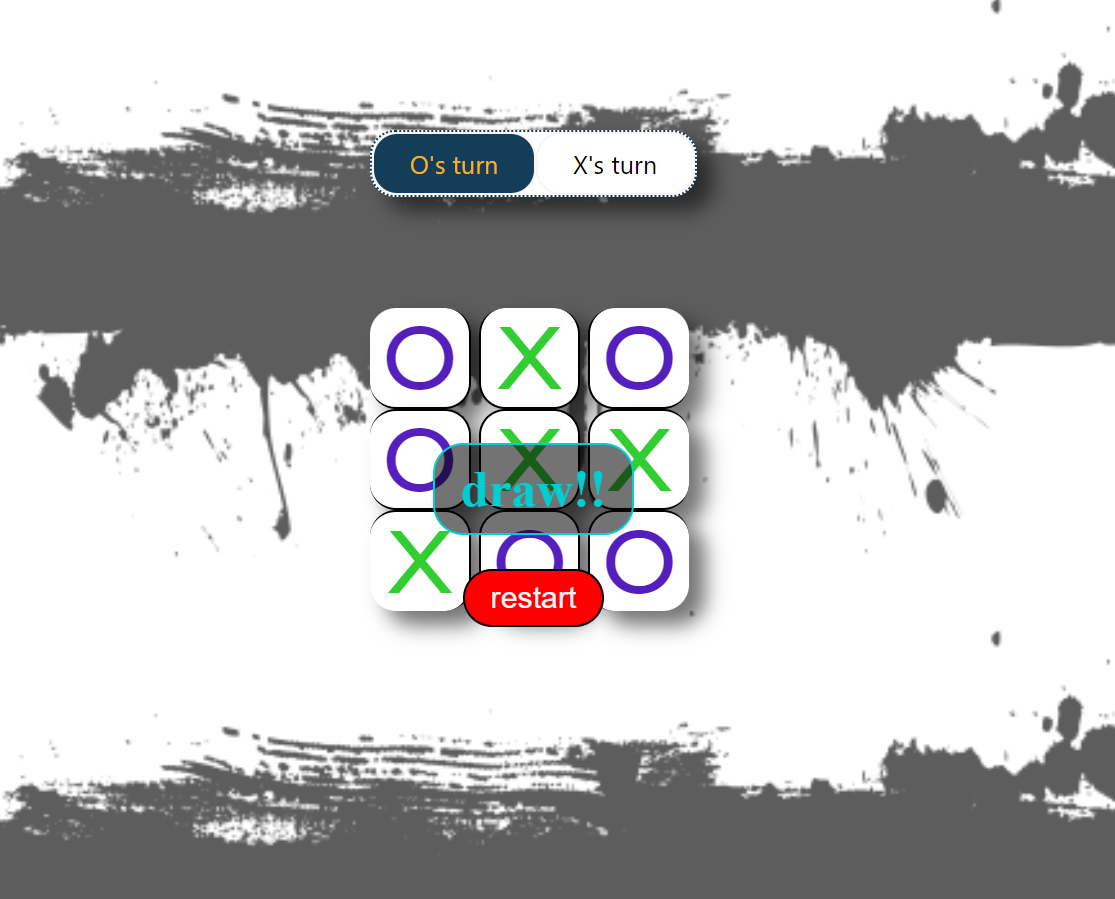 O's turn X's turn
O X O
O X X
draw!!
X O O
restart